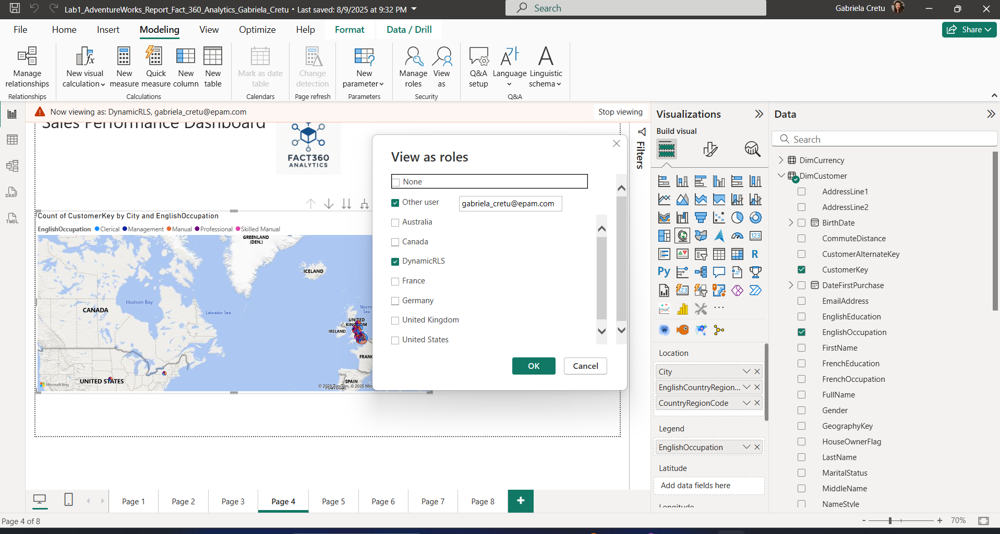 Lab1_AdventureWorks_Report_Fact_360_Analytics_Gabriela_Cretu • Last saved: 8/9/2025 at 9:32 PM
Search
Gabriela Cretu
File Home Insert Modeling View Optimize Help Format Data / Drill
Share
Manage relationships
New visual calculation
New measure
Quick measure
New column
New table
Mark as date table
Change detection
New parameter
Manage roles
View as
Q&A setup
Language
Linguistic schema
Relationships Calculations Calendars Page refresh Parameters Security Q&A
Now viewing as: DynamicRLS, gabriela_cretu@epam.com
Stop viewing
DAX
TMDL
Sales Performance Dashboard
FACT360
ANALYTICS
Count of CustomerKey by City and EnglishOccupation
EnglishOccupation Clerical Management Manual Professional Skilled Manual
GREENLAND
(DEN.)
ICELAND
Hudson Bay
CANADA
Labrador Sea
North
Sea
UNITED
KINGDOM
IRELAND
FRANC
UNITED STATES
SPAIN
PORTUGAL
Microsoft Bing
© 2025 TomTom, © 2025 Mic
View as roles
None
Other user
gabriela_cretu@epam.com
Australia
Canada
DynamicRLS
France
Germany
United Kingdom
United States
OK
Cancel
Filters
Visualizations
Build visual
123
R
Py
123
Location
City
EnglishCountryRegion...
CountryRegionCode
Legend
EnglishOccupation
Latitude
Add data fields here
Longitude
Data
Search
DimCurrency
DimCustomer
AddressLine1
AddressLine2
BirthDate
CommuteDistance
CustomerAlternateKey
CustomerKey
DateFirstPurchase
EmailAddress
EnglishEducation
EnglishOccupation
FirstName
FrenchEducation
FrenchOccupation
FullName
Gender
GeographyKey
HouseOwnerFlag
LastName
MaritalStatus
MiddleName
NameStyle
Page 1 Page 2 Page 3 Page 4 Page 5 Page 6 Page 7 Page 8
Page 4 of 8
- + 70%